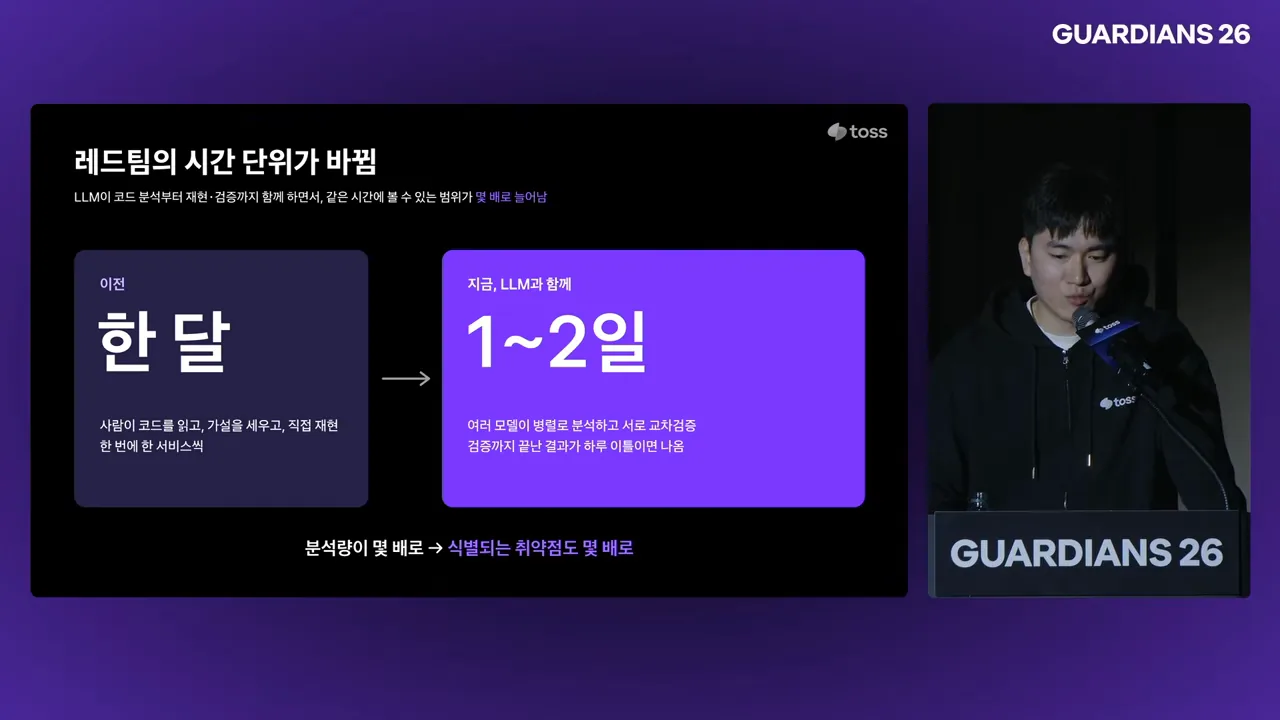 GUARDIANS 26
toss
레드팀의 시간 단위가 바뀜
LLM이 코드 분석부터 재현·검증까지 함께 하면서, 같은 시간에 볼 수 있는 범위가 몇 배로 늘어남
이전
한 달
사람이 코드를 읽고, 가설을 세우고, 직접 재현
한 번에 한 서비스씩
지금, LLM과 함께
1~2일
여러 모델이 병렬로 분석하고 서로 교차검증
검증까지 끝난 결과가 하루 이틀이면 나옴
분석량이 몇 배로 → 식별되는 취약점도 몇 배로
toss
toss
GUARDIANS 26